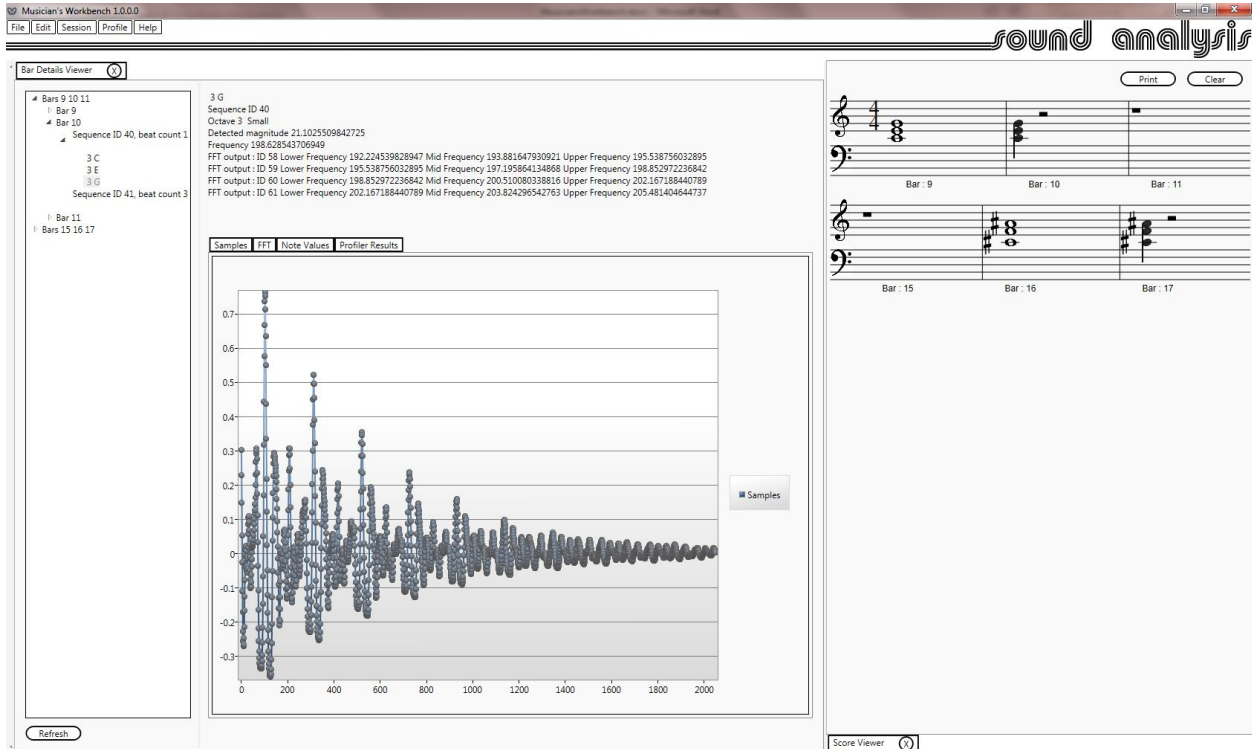 Musician's Workbench 1.0.0.0
File Edit Session Profile Help
sound analysis
Bar Details Viewer X
Bars 9 10 11
Bar 9
Bar 10
Sequence ID 40, beat count 1
3 C
3 E
3 G
Sequence ID 41, beat count 3
Bar 11
Bars 15 16 17
Refresh
3 G
Sequence ID 40
Octave 3 Small
Detected magnitude 21.1025509842725
Frequency 198.628543706949
FFT output : ID 58 Lower Frequency 192.224539828947 Mid Frequency 193.881647930921 Upper Frequency 195.538756032895
FFT output : ID 59 Lower Frequency 195.538756032895 Mid Frequency 197.195864134868 Upper Frequency 198.852972236842
FFT output : ID 60 Lower Frequency 198.852972236842 Mid Frequency 200.510080338816 Upper Frequency 202.167188440789
FFT output : ID 61 Lower Frequency 202.167188440789 Mid Frequency 203.824296542763 Upper Frequency 205.481404644737
Samples FFT Note Values Profiler Results
0.7
0.6
0.5
0.4
0.3
0.2
0.1
0
-0.1
-0.2
-0.3
0 200 400 600 800 1000 1200 1400 1600 1800 2000
Samples
Print Clear
4
4
Bar : 9 Bar : 10 Bar : 11
Bar : 15 Bar : 16 Bar : 17
Score Viewer X